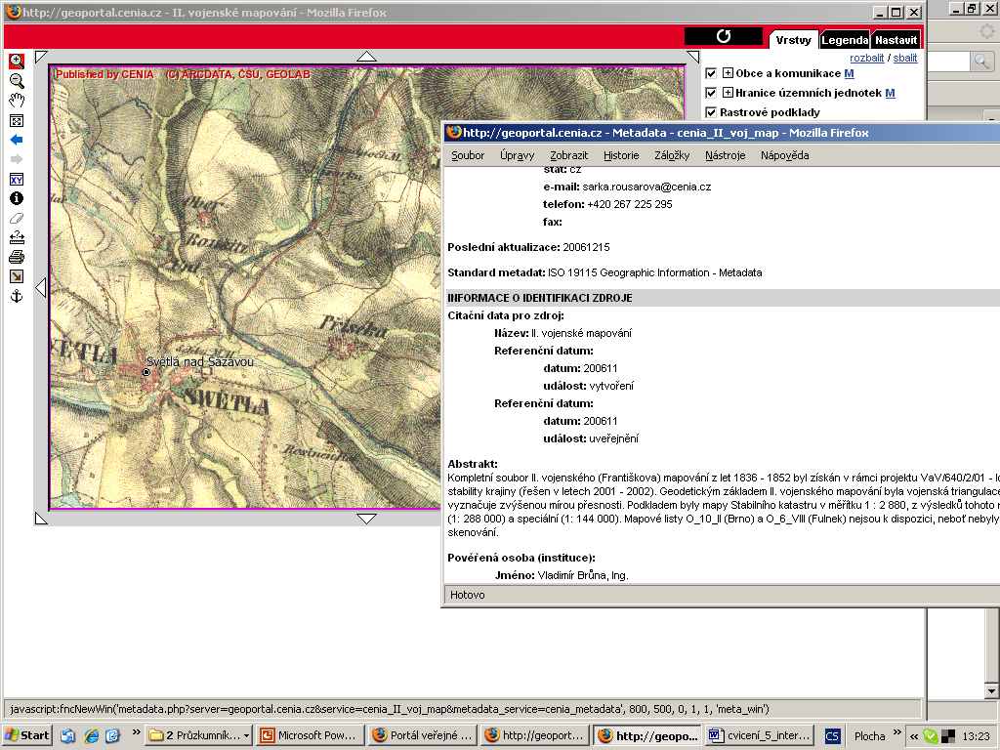 http://geoportal.cenia.cz - II. vojenské mapování - Mozilla Firefox
Vrstvy
Legenda
Nastavit
rozbalit / sbalit
Obce a komunikace M
Hranice územních jednotek M
Rastrové podklady
Published by CENIA (C) ARCDATA, ČSÚ, GEOLAB
XY
Ober
Přiseka
Světlá nad Sázavou
SWĚTLA
http://geoportal.cenia.cz - Metadata - cenia_II_voj_map - Mozilla Firefox
Soubor Úpravy Zobrazit Historie Záložky Nástroje Nápověda
stat: cz
e-mail: sarka.rousarova@cenia.cz
telefon: +420 267 225 295
fax:
Poslední aktualizace: 20061215
Standard metadat: ISO 19115 Geographic Information - Metadata
INFORMACE O IDENTIFIKACI ZDROJE
Citační data pro zdroj:
Název: II. vojenské mapování
Referenční datum:
datum: 200611
událost: vytvoření
Referenční datum:
datum: 200611
událost: uveřejnění
Abstrakt:
Kompletní soubor II. vojenského (Františkova) mapování z let 1836 - 1852 byl získán v rámci projektu VaV/640/2/01 -
stability krajiny (řešen v letech 2001 - 2002). Geodetickým základem II. vojenského mapování byla vojenská triangulace
vyznačuje zvýšenou mírou přesnosti. Podkladem byly mapy Stabilního katastru v měřítku 1 : 2 880, z výsledků tohoto
(1: 288 000) a speciální (1: 144 000). Mapové listy O_10_II (Brno) a O_6_VIII (Fulnek) nejsou k dispozici, neboť nebyly
skenování.
Pověřená osoba (instituce):
Jméno: Vladimír Brůna, Ing.
Hotovo
javascript:fncNewWin('metadata.php?server=geoportal.cenia.cz&service=cenia_II_voj_map&metadata_service=cenia_metadata', 800, 500, 0, 1, 1, 'meta_win')
Start
2 Průzkumník...
Microsoft Pow...
Portál veřejné ...
http://geoport...
http://geopo...
cvicení_5_inter...
CS
Plocha
13:23